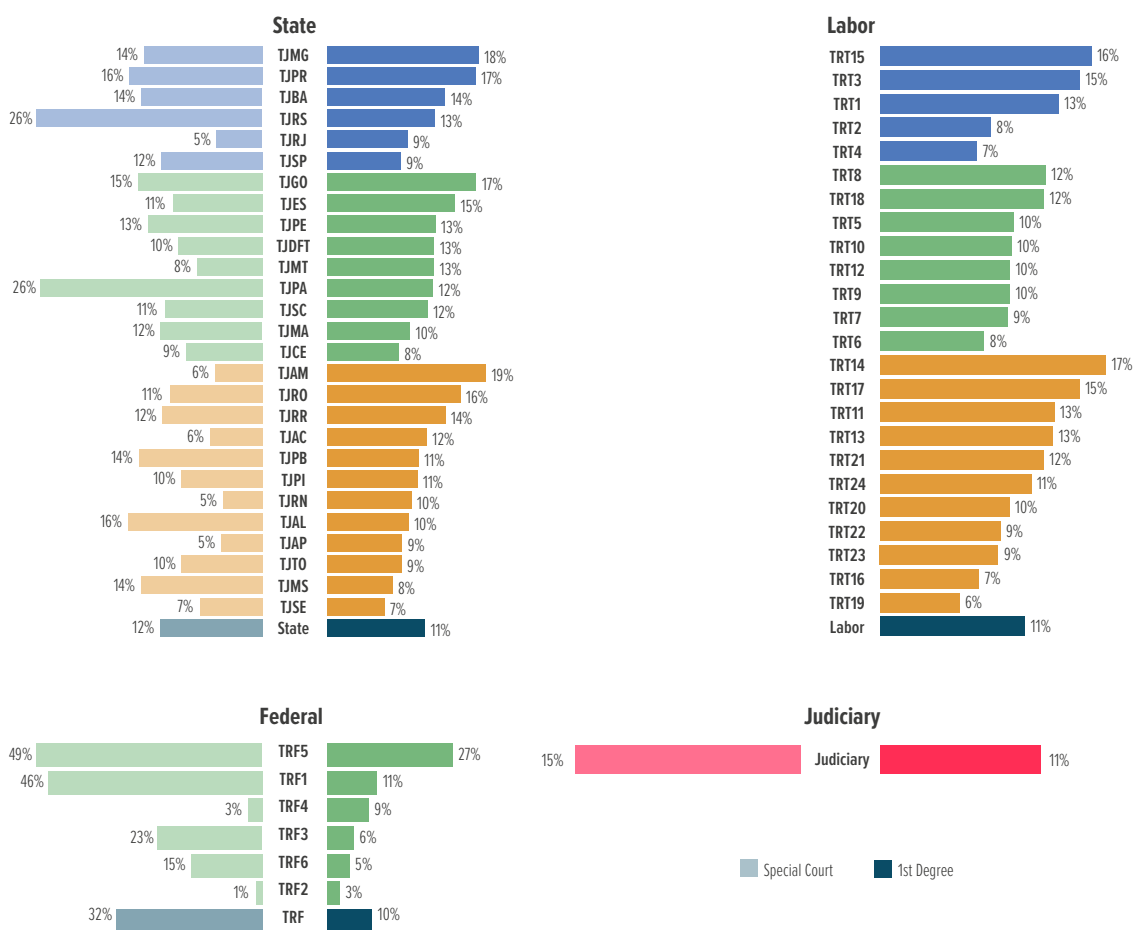 State
14% TJMG 18%
16% TJPR 17%
14% TJBA 14%
26% TJRS 13%
5% TJRJ 9%
12% TJSP 9%
15% TJGO 17%
11% TJES 15%
13% TJPE 13%
10% TJDFT 13%
8% TJMT 13%
26% TJPA 12%
11% TJSC 12%
12% TJMA 10%
9% TJCE 8%
6% TJAM 19%
11% TJRO 16%
12% TJRR 14%
6% TJAC 12%
14% TJPB 11%
10% TJPI 11%
5% TJRN 10%
16% TJAL 10%
5% TJAP 9%
10% TJTO 9%
14% TJMS 8%
7% TJSE 7%
12% State 11%
Labor
TRT15 16%
TRT3 15%
TRT1 13%
TRT2 8%
TRT4 7%
TRT8 12%
TRT18 12%
TRT5 10%
TRT10 10%
TRT12 10%
TRT9 10%
TRT7 9%
TRT6 8%
TRT14 17%
TRT17 15%
TRT11 13%
TRT13 13%
TRT21 12%
TRT24 11%
TRT20 10%
TRT22 9%
TRT23 9%
TRT16 7%
TRT19 6%
Labor 11%
Federal
49% TRF5 27%
46% TRF1 11%
3% TRF4 9%
23% TRF3 6%
15% TRF6 5%
1% TRF2 3%
32% TRF 10%
Judiciary
15% Judiciary 11%
Special Court 1st Degree